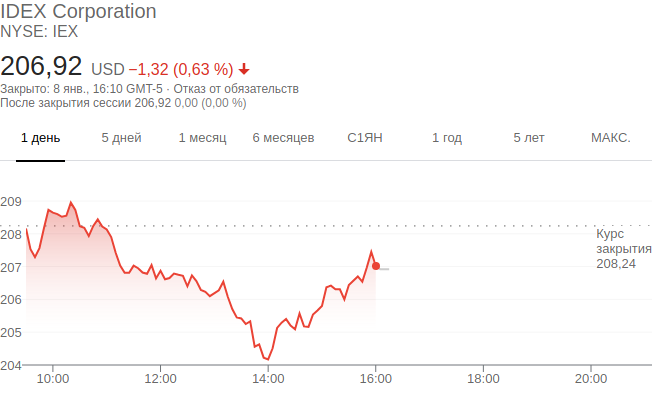 IDEX Corporation
NYSE: IEX
206,92 USD −1,32 (0,63 %)
Закрыто: 8 янв., 16:10 GMT-5 · Отказ от обязательств
После закрытия сессии 206,92 0,00 (0,00 %)
1 день 5 дней 1 месяц 6 месяцев С1ЯН 1 год 5 лет МАКС.
209
208
Курс
закрытия
208,24
207
206
205
204
10:00 12:00 14:00 16:00 18:00 20:00